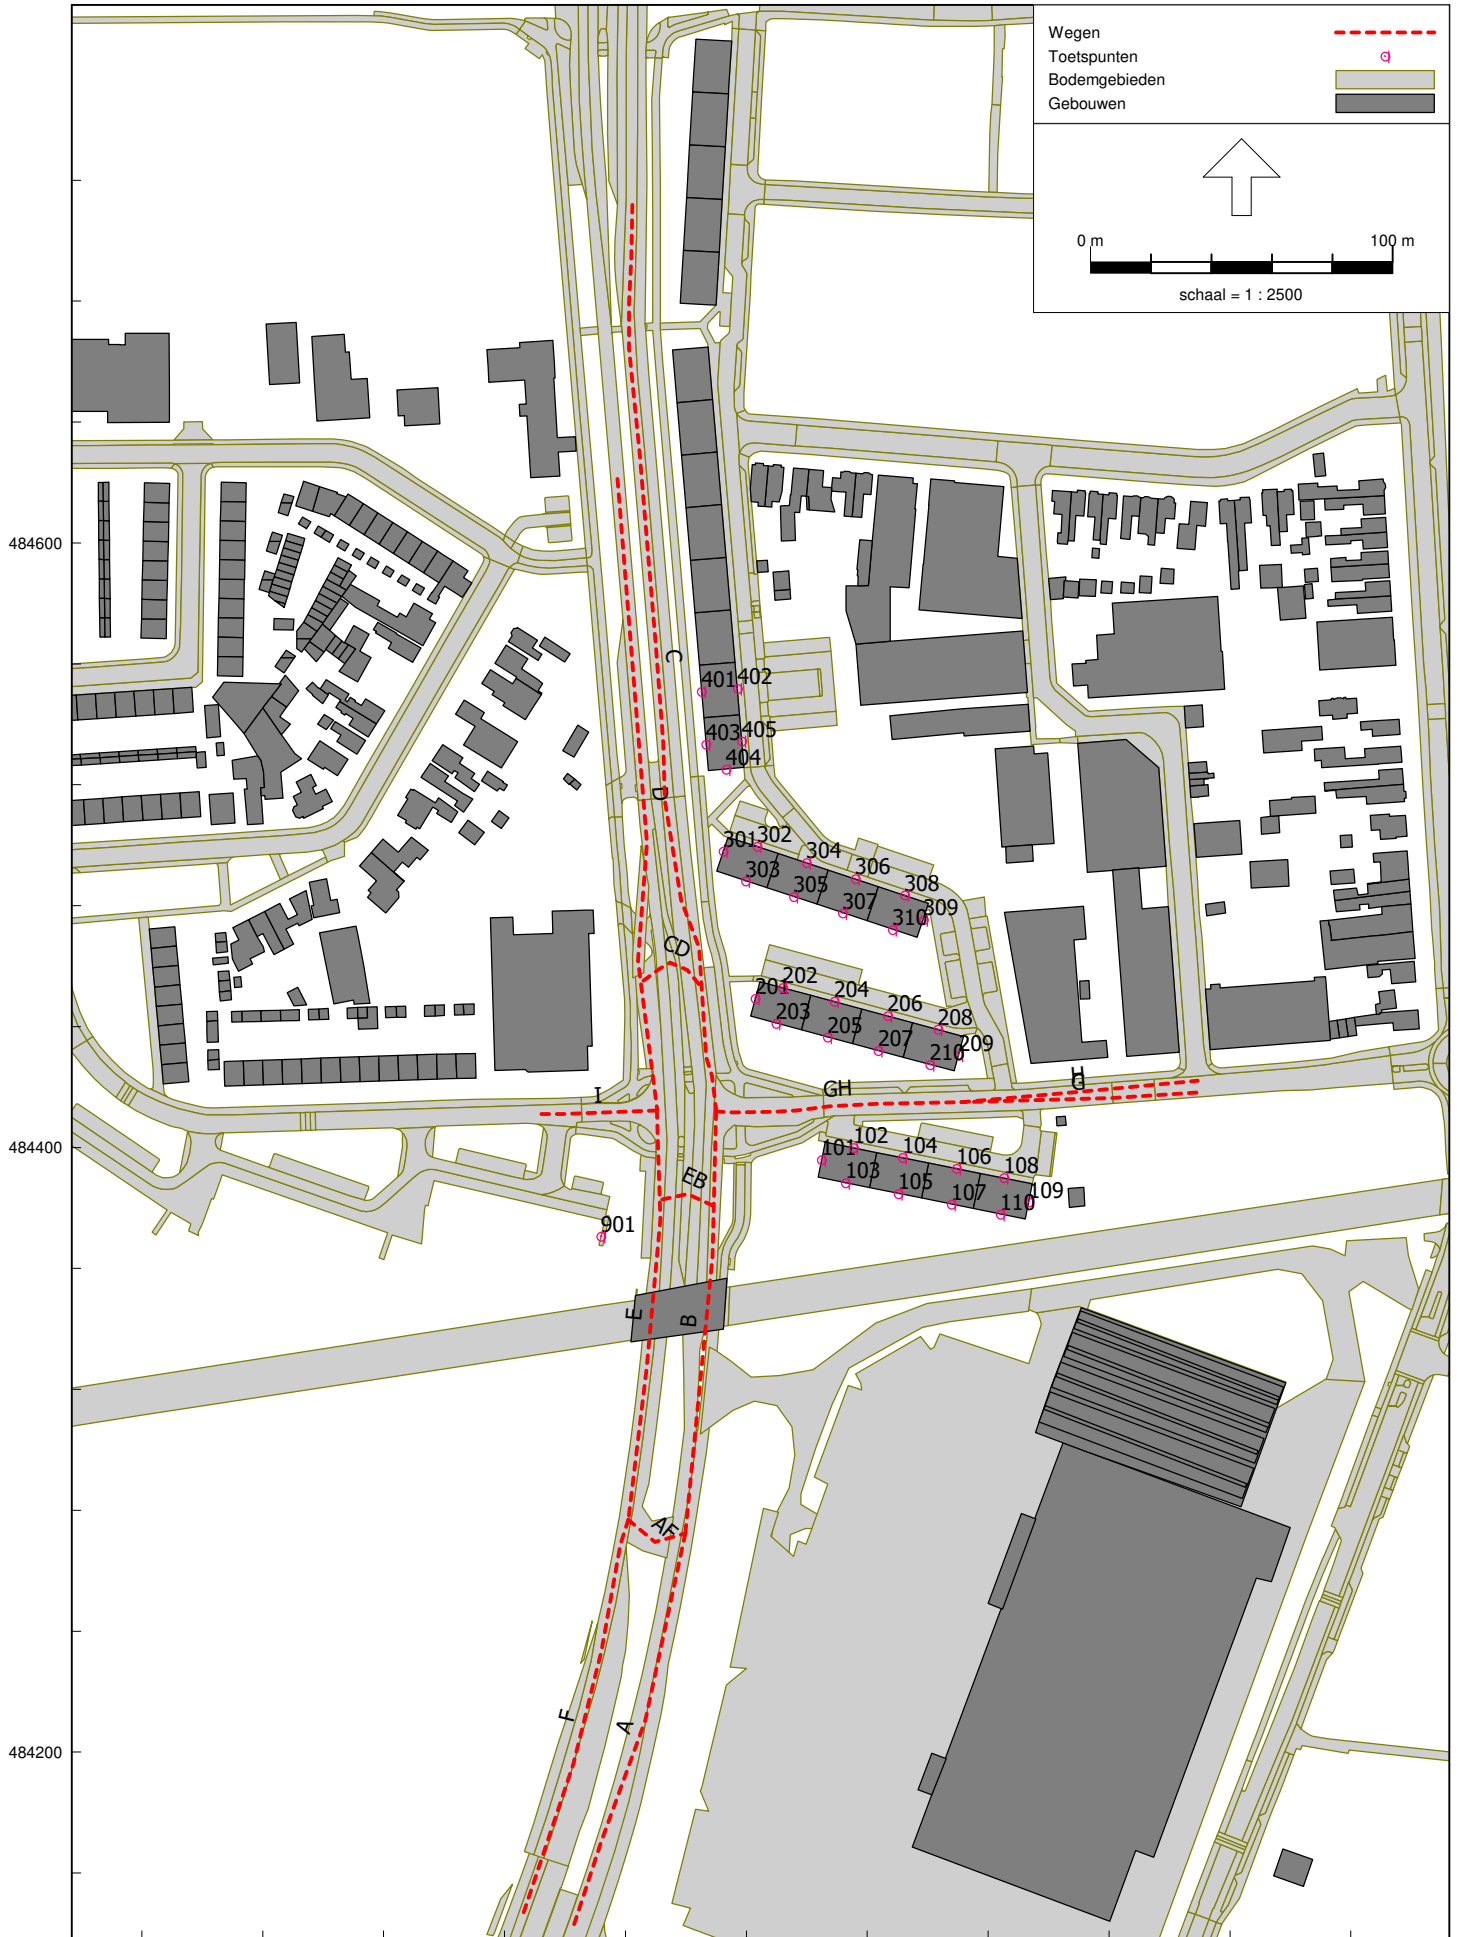 Wegen
Toetspunten
Bodemgebieden
Gebouwen
0 m 100 m
schaal = 1 : 2500
484600
C
401 402
403 405
404
D
301 302
304
303 306
305 308
307 309
310
CD
202
201 204
203 206
205 208
207 209
210
H
G
GH
I
484400
102
101 104
103 106
105 108
107 109
110
EB
901
E B
AF
F A
484200